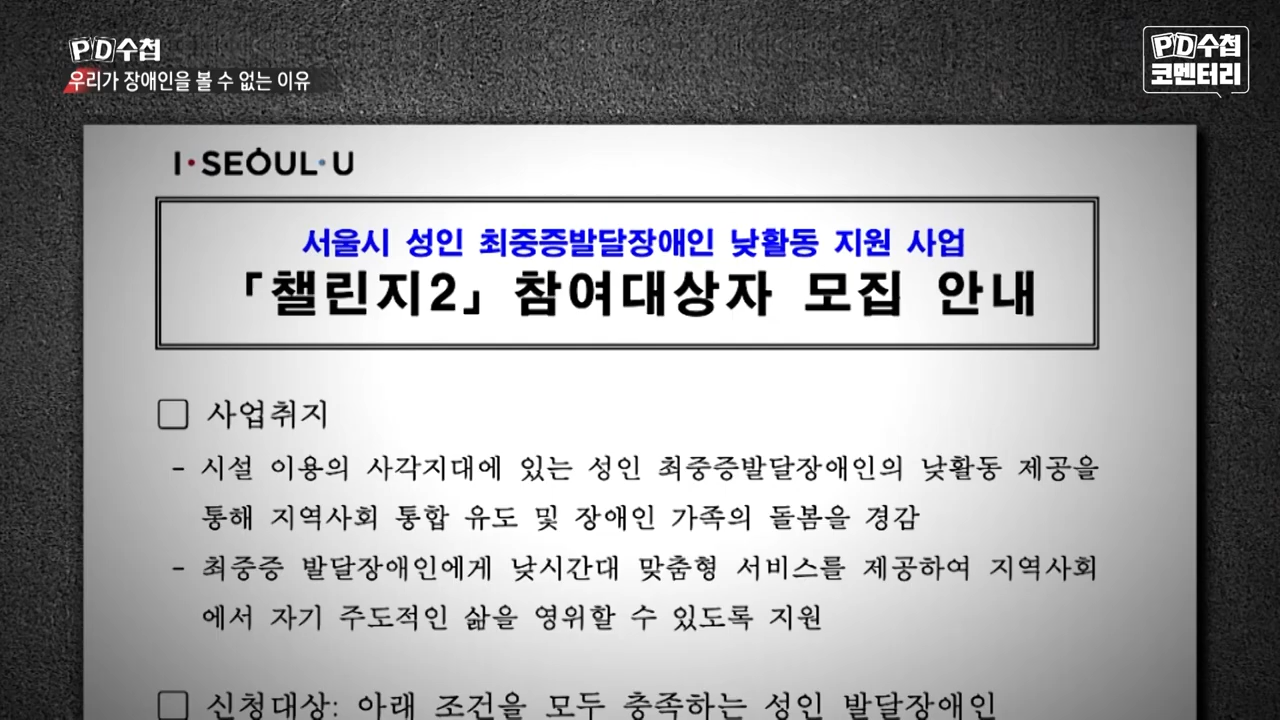 PD수첩
우리가 장애인을 볼 수 없는 이유
PD수첩
코멘터리
I·SEOUL·U
서울시 성인 최중증발달장애인 낮활동 지원 사업
「챌린지2」 참여대상자 모집 안내
□ 사업취지
- 시설 이용의 사각지대에 있는 성인 최중증발달장애인의 낮활동 제공을
통해 지역사회 통합 유도 및 장애인 가족의 돌봄을 경감
- 최중증 발달장애인에게 낮시간대 맞춤형 서비스를 제공하여 지역사회
에서 자기 주도적인 삶을 영위할 수 있도록 지원
□ 신청대상: 아래 조건을 모두 충족하는 성인 발달장애인